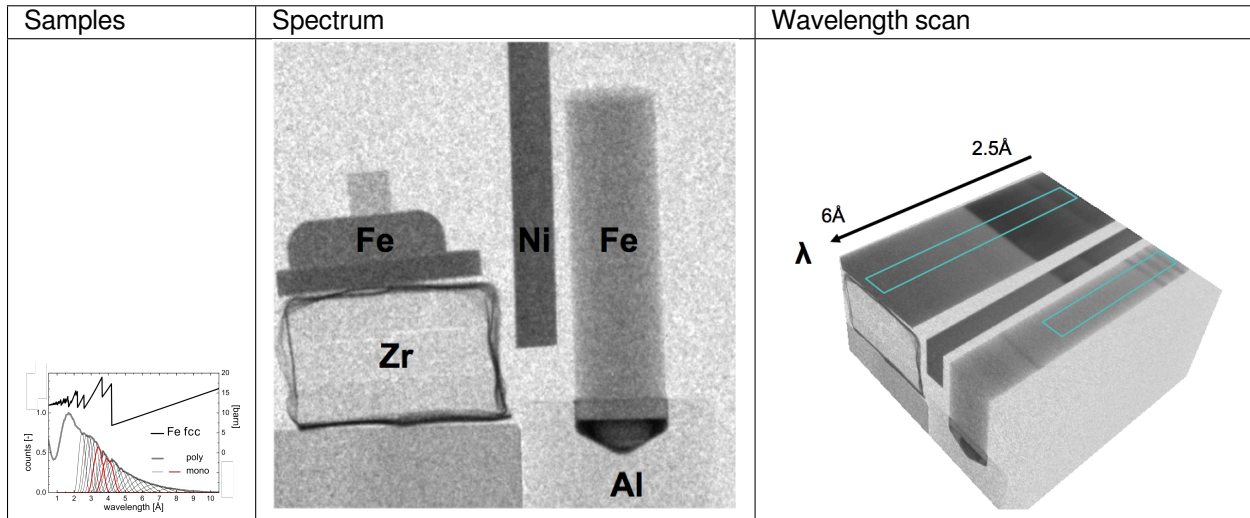 Samples
Spectrum
Wavelength scan
20
15
10
5
0
[barn]
1.0
0.5
0.0
counts [-]
Fe fcc
poly
mono
1 2 3 4 5 6 7 8 9 10
wavelength [Å]
Fe
Ni
Fe
Zr
Al
2.5Å
6Å
λ